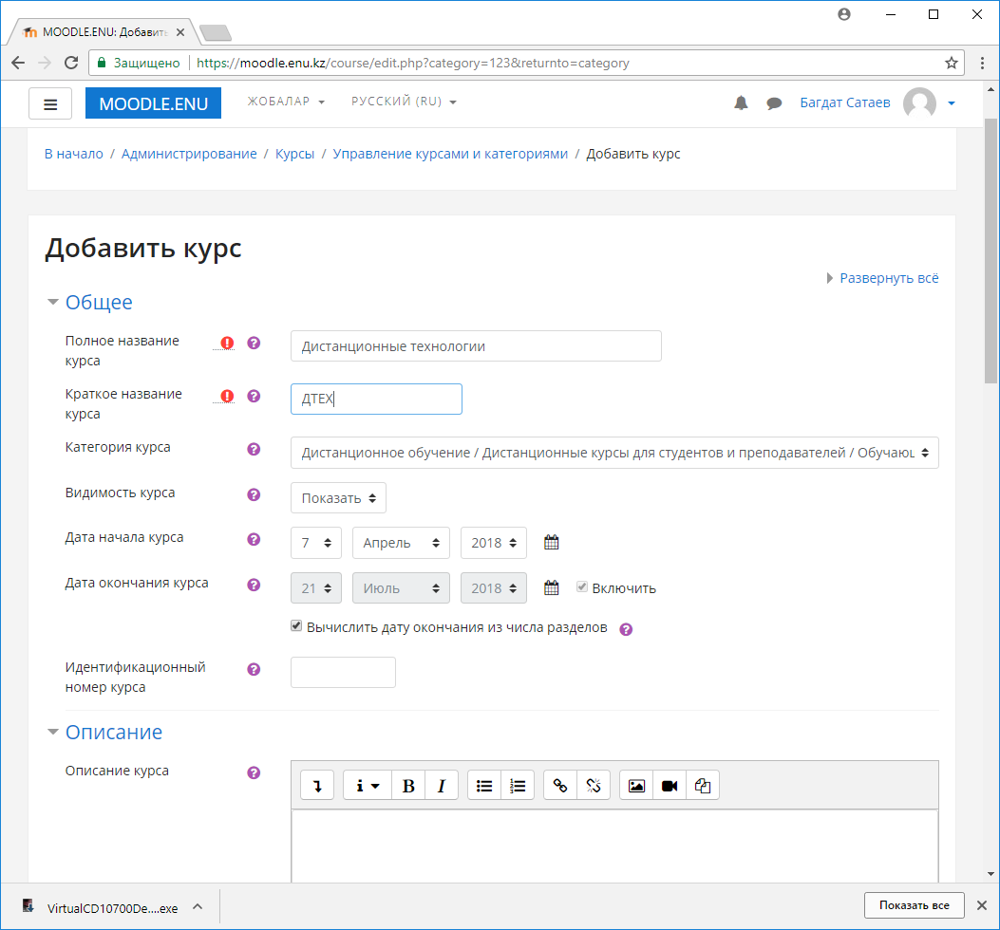 MOODLE.ENU: Добавить
Защищено https://moodle.enu.kz/course/edit.php?category=123&returnto=category
MOODLE.ENU ЖОБАЛАР РУССКИЙ (RU) Багдат Сатаев
В начало / Администрирование / Курсы / Управление курсами и категориями / Добавить курс
Добавить курс
Развернуть всё
Общее
Полное название
курса
Дистанционные технологии
Краткое название
курса
ДТЕХ
Категория курса
Дистанционное обучение / Дистанционные курсы для студентов и преподавателей / Обучаюц
Видимость курса
Показать
Дата начала курса
7 Апрель 2018
Дата окончания курса
21 Июль 2018 Включить
Вычислить дату окончания из числа разделов
Идентификационный
номер курса
Описание
Описание курса
i B I
VirtualCD10700De....exe
Показать все